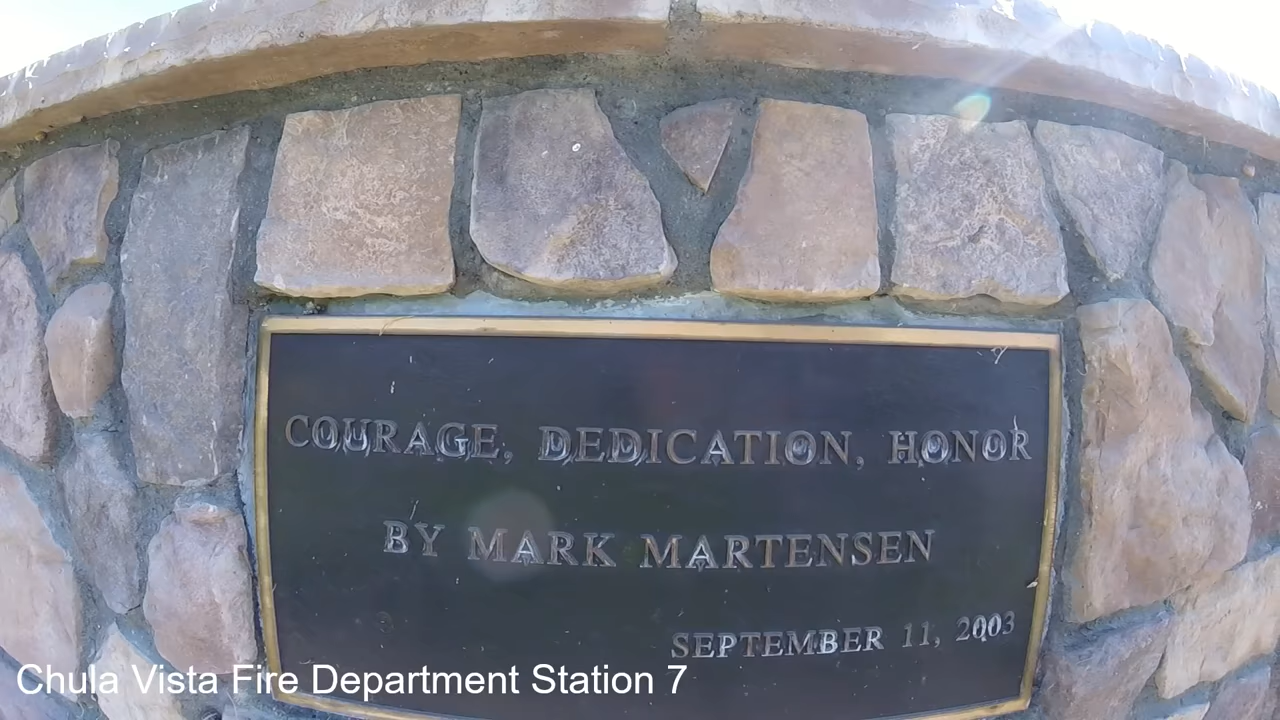 COURAGE, DEDICATION, HONOR
BY MARK MARTENSEN
SEPTEMBER 11, 2003
Chula Vista Fire Department Station 7